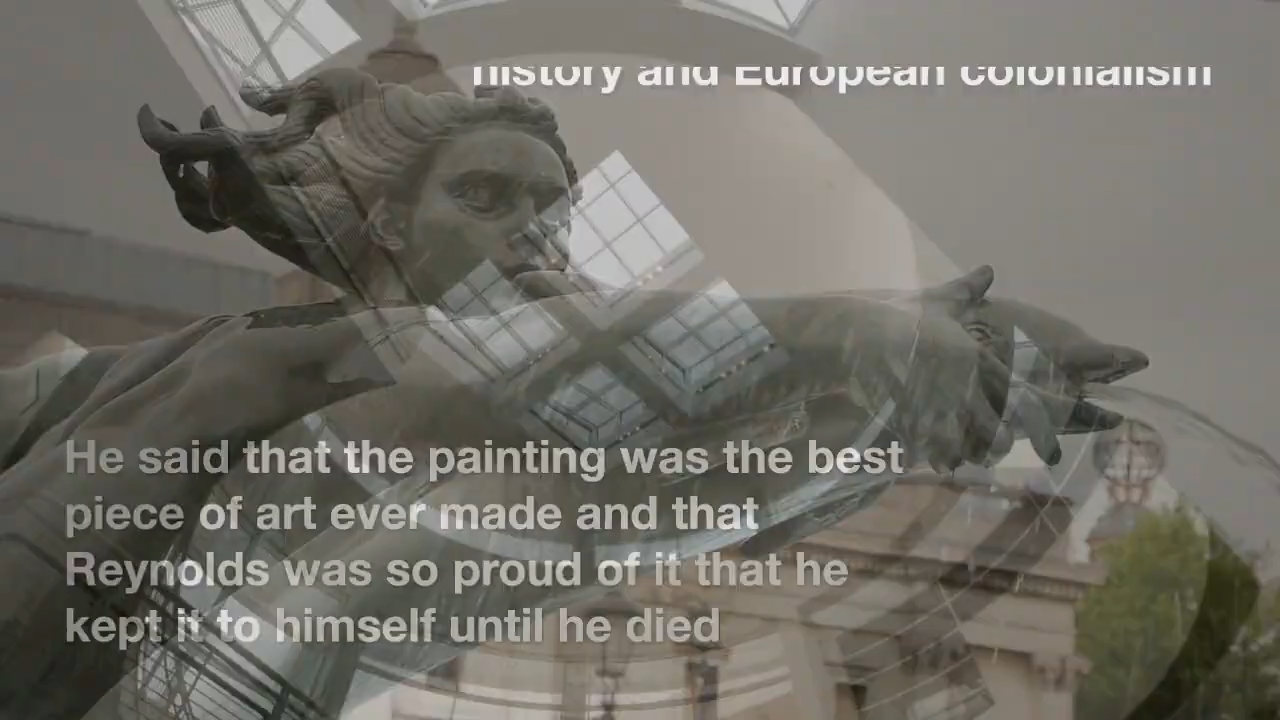 history and European colonialism
He said that the painting was the best
piece of art ever made and that
Reynolds was so proud of it that he
kept it to himself until he died